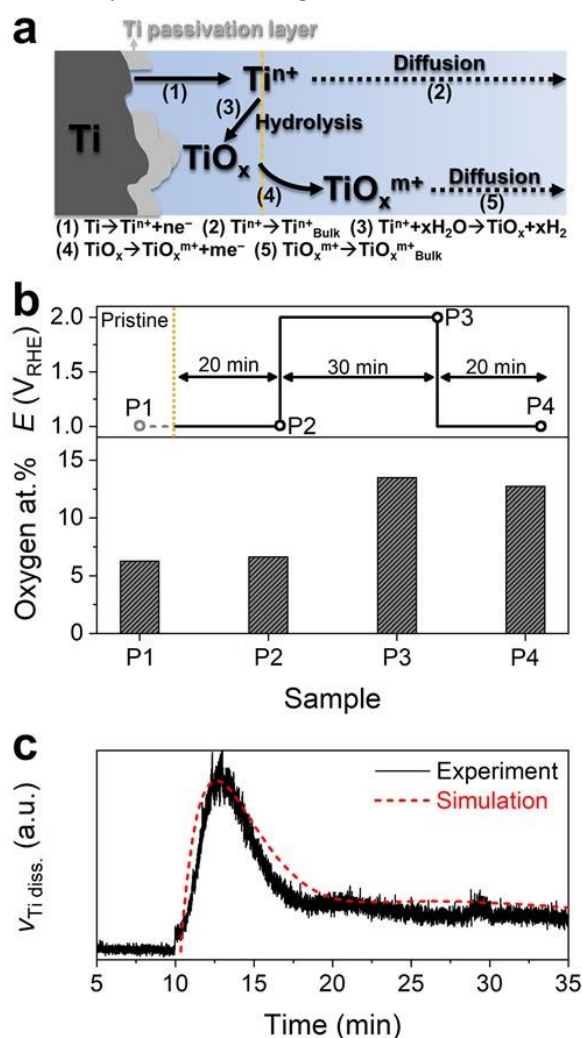 a
Ti passivation layer
Ti
(1)
Tiⁿ⁺
Diffusion
(2)
(3)
Hydrolysis
TiOₓ
(4)
TiOₓᵐ⁺
Diffusion
(5)
(1) Ti→Tiⁿ⁺+ne⁻ (2) Tiⁿ⁺→Tiⁿ⁺Bulk (3) Tiⁿ⁺+xH₂O→TiOₓ+xH₂
(4) TiOₓ→TiOₓᵐ⁺+me⁻ (5) TiOₓᵐ⁺→TiOₓᵐ⁺Bulk
b
E (V_RHE)
2.0
1.5
1.0
Pristine
P1
20 min
P2
30 min
P3
20 min
P4
Oxygen at.%
15
10
5
0
P1 P2 P3 P4
Sample
c
v_Ti diss. (a.u.)
Experiment
Simulation
5 10 15 20 25 30 35
Time (min)